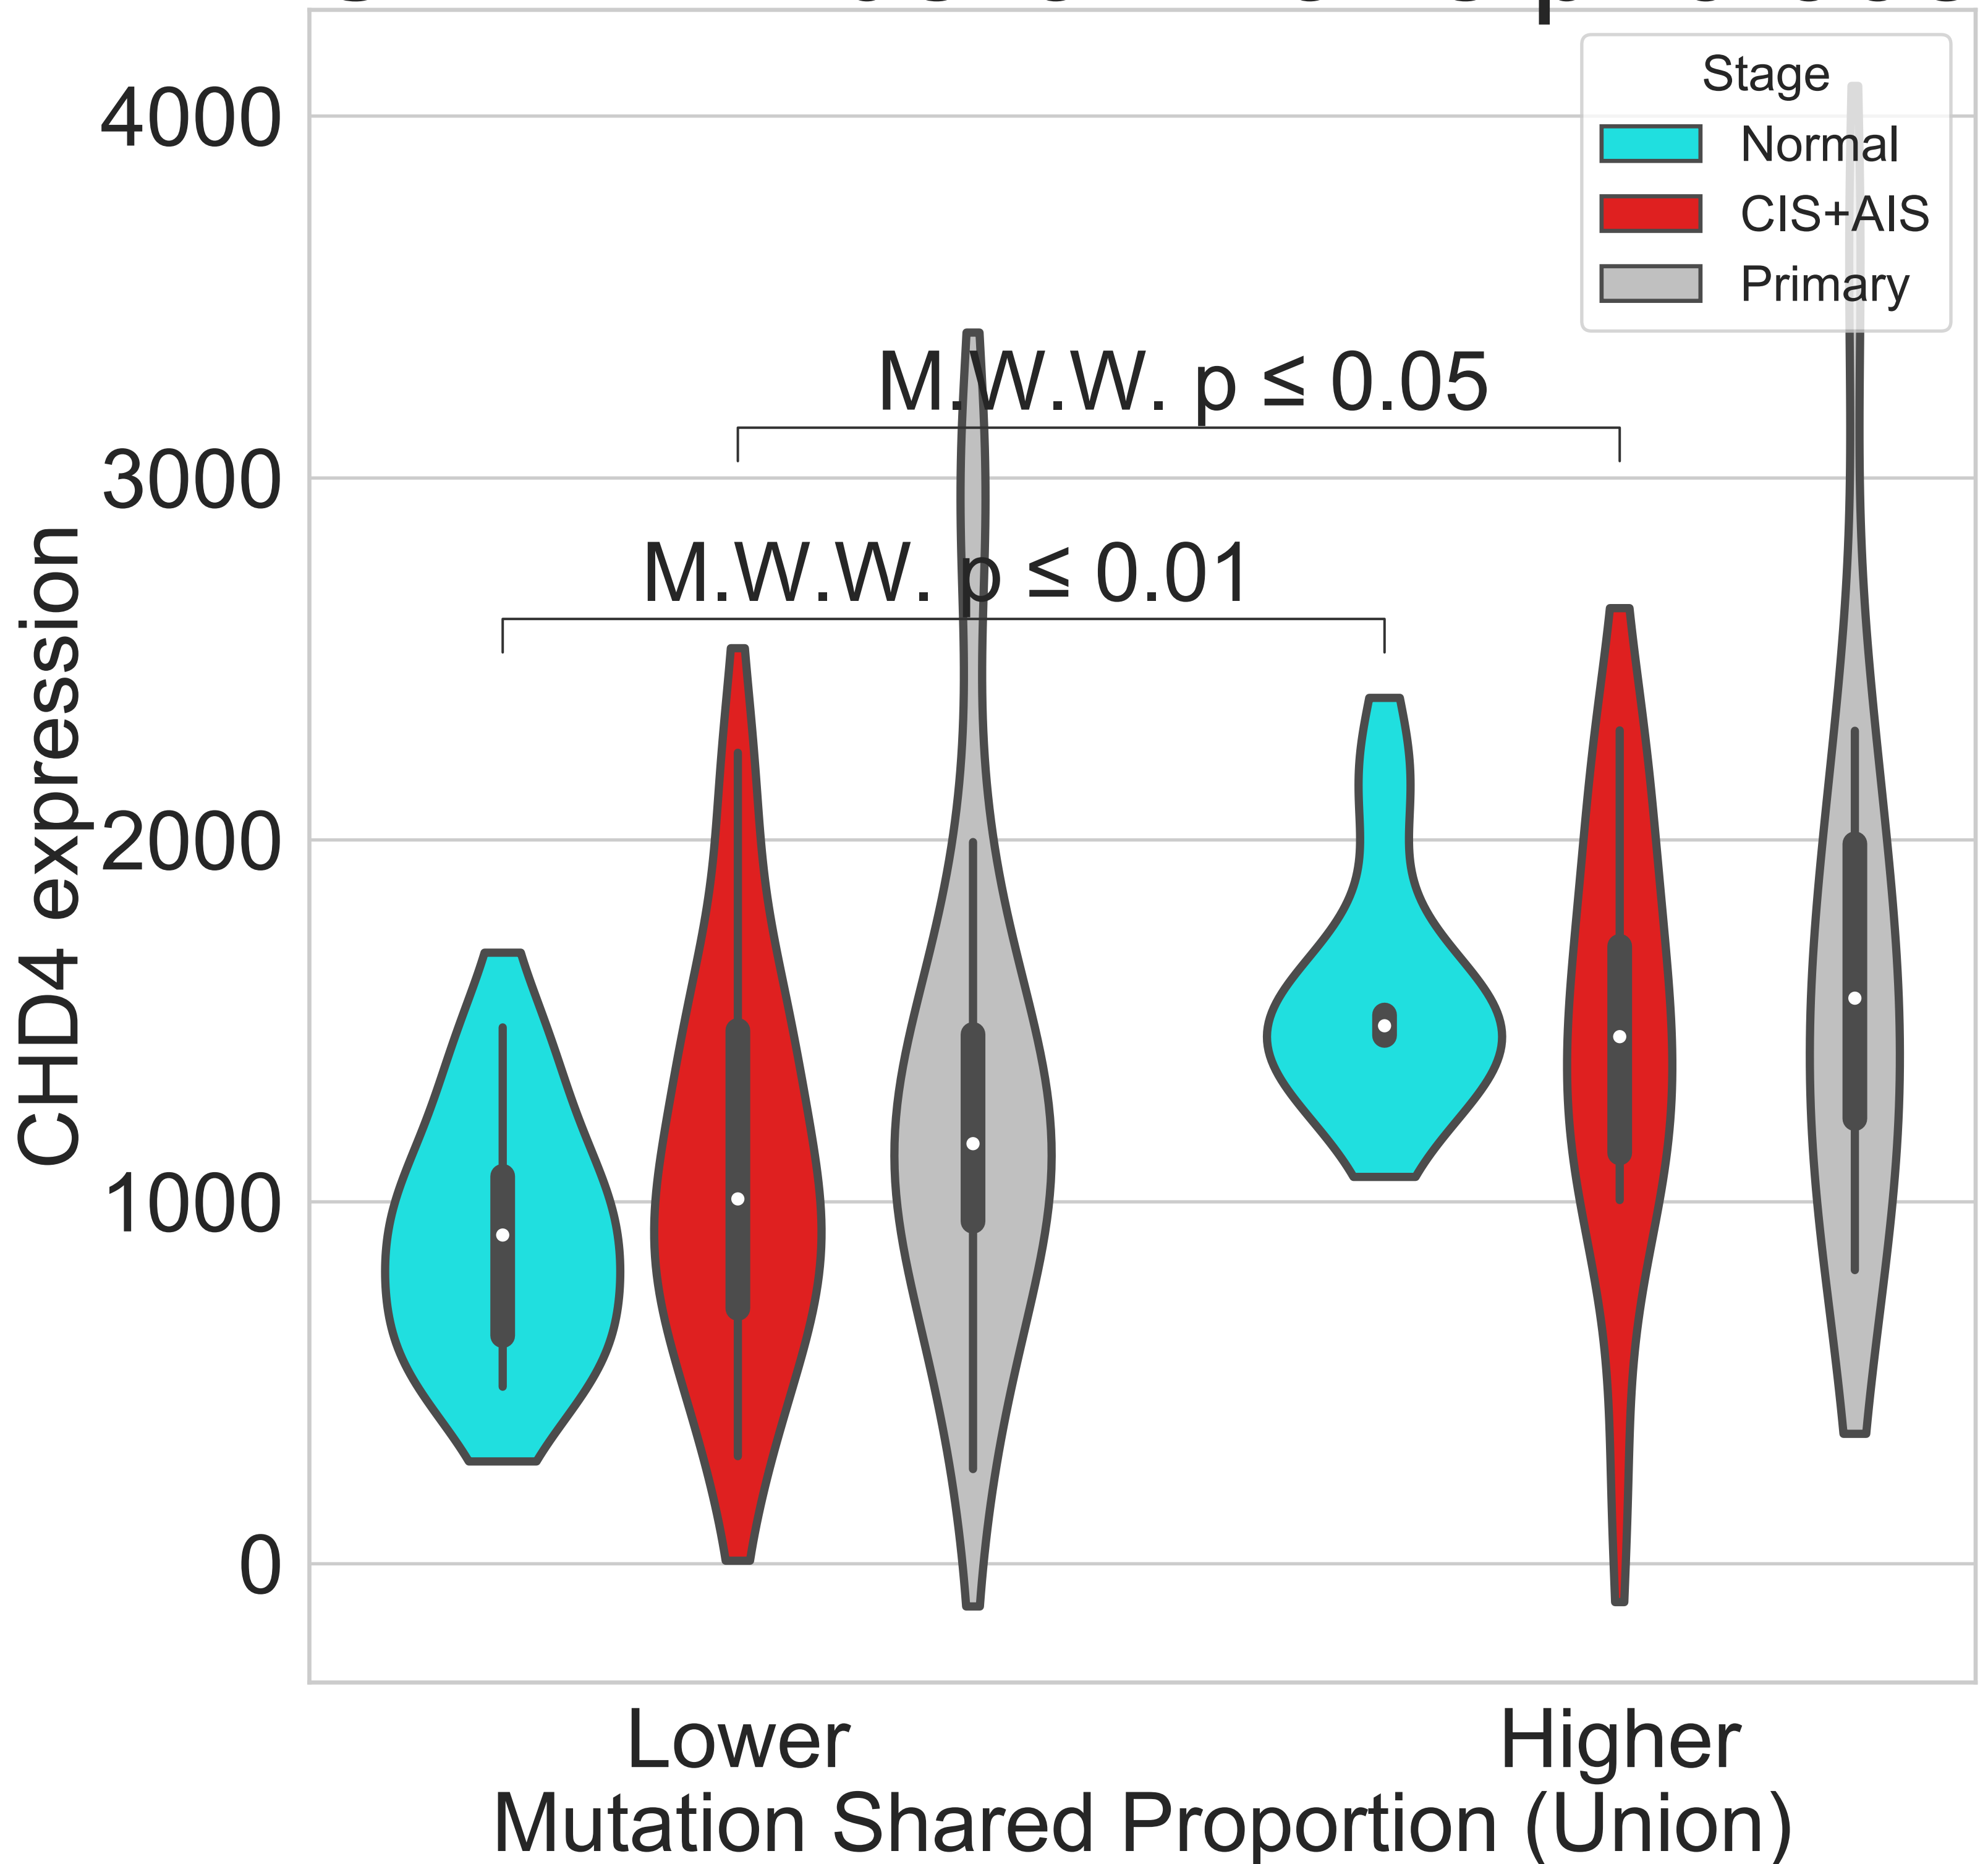 Stage
Normal
CIS+AIS
Primary
4000
3000
2000
1000
0
CHD4 expression
M.W.W. p ≤ 0.05
M.W.W. p ≤ 0.01
Lower
Higher
Mutation Shared Proportion (Union)